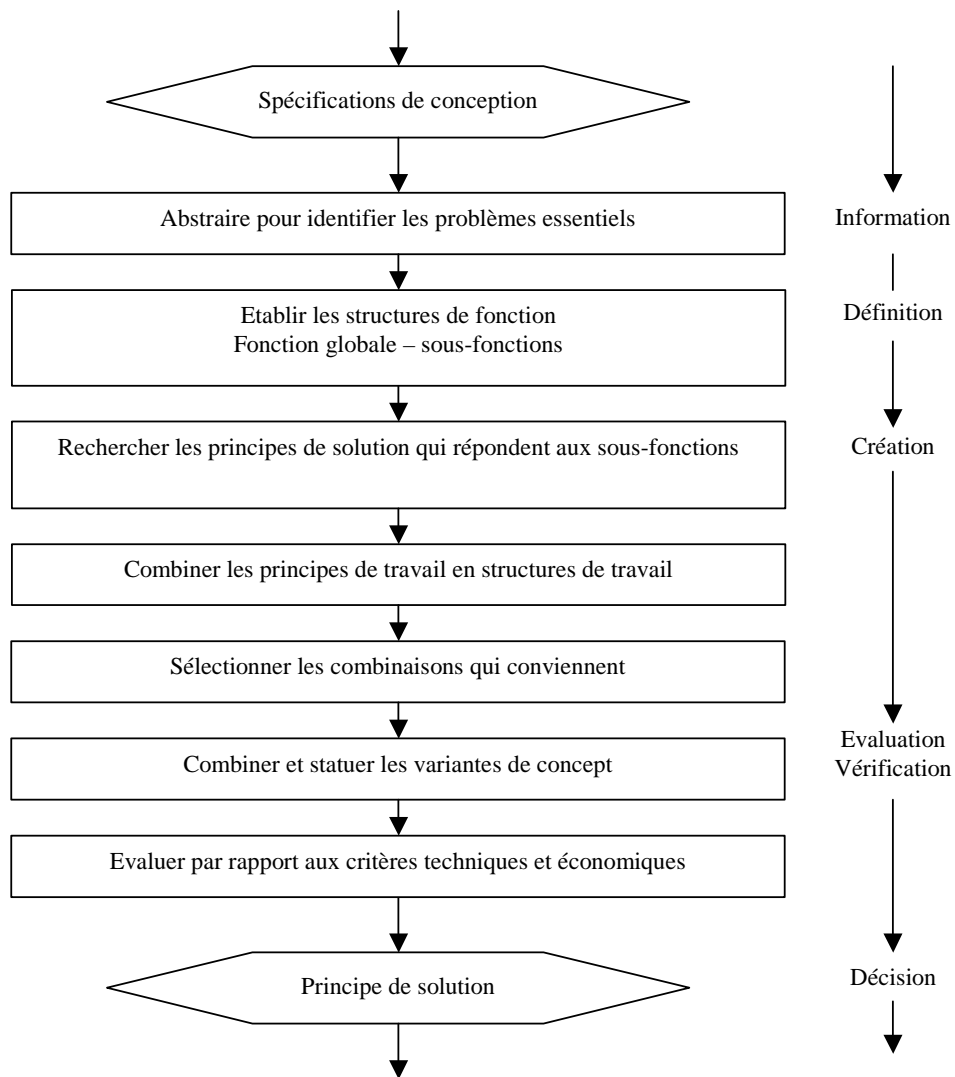 Spécifications de conception
Abstraire pour identifier les problèmes essentiels
Information
Etablir les structures de fonction
Fonction globale – sous-fonctions
Définition
Rechercher les principes de solution qui répondent aux sous-fonctions
Création
Combiner les principes de travail en structures de travail
Sélectionner les combinaisons qui conviennent
Combiner et statuer les variantes de concept
Evaluation
Vérification
Evaluer par rapport aux critères techniques et économiques
Principe de solution
Décision